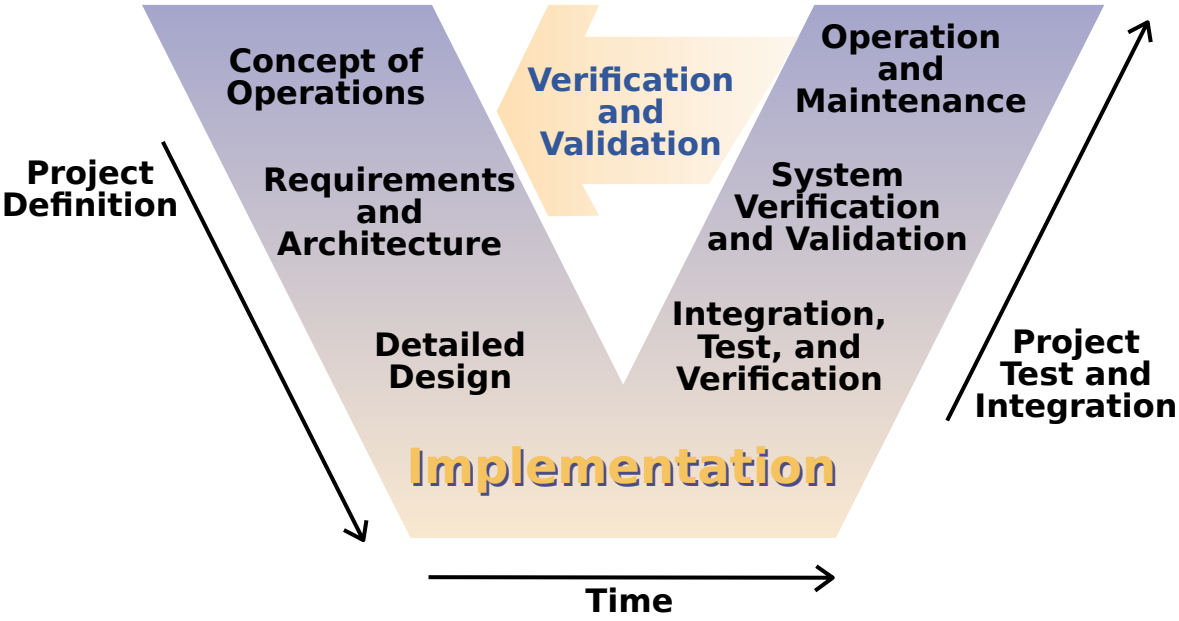 Concept of
Operations
Verification
and
Validation
Operation
and
Maintenance
Project
Definition
Requirements
and
Architecture
System
Verification
and Validation
Detailed
Design
Integration,
Test, and
Verification
Project
Test and
Integration
Implementation
Time